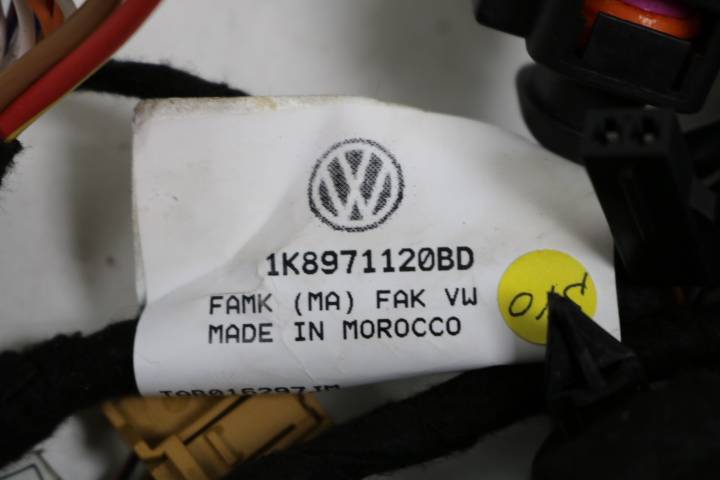 1K8971120BD
FAMK (MA) FAK VW
MADE IN MOROCCO